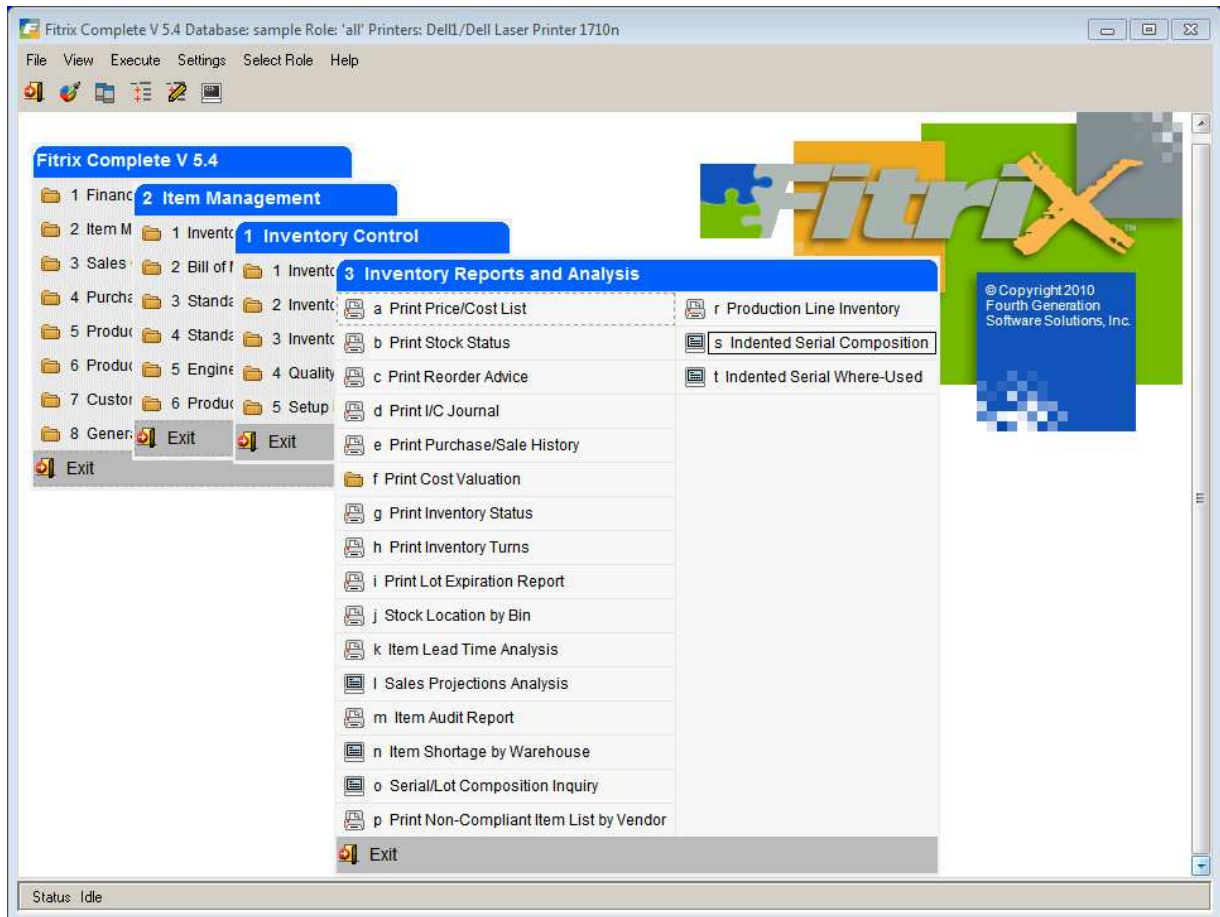 Fitrix Complete V 5.4 Database: sample Role: 'all' Printers: Dell1/Dell Laser Printer 1710n
File View Execute Settings Select Role Help
Fitrix Complete V 5.4
1 Financ
2 Item M
3 Sales
4 Purcha
5 Produc
6 Produc
7 Custor
8 Genera
Exit
2 Item Management
1 Invento
2 Bill of M
3 Standa
4 Standa
5 Engine
6 Produc
Exit
1 Inventory Control
1 Invento
2 Invento
3 Invento
4 Quality
5 Setup
Exit
3 Inventory Reports and Analysis
a Print Price/Cost List
b Print Stock Status
c Print Reorder Advice
d Print I/C Journal
e Print Purchase/Sale History
f Print Cost Valuation
g Print Inventory Status
h Print Inventory Turns
i Print Lot Expiration Report
j Stock Location by Bin
k Item Lead Time Analysis
l Sales Projections Analysis
m Item Audit Report
n Item Shortage by Warehouse
o Serial/Lot Composition Inquiry
p Print Non-Compliant Item List by Vendor
r Production Line Inventory
s Indented Serial Composition
t Indented Serial Where-Used
Exit
Fitrix
TM
© Copyright 2010
Fourth Generation
Software Solutions, Inc.
Status Idle